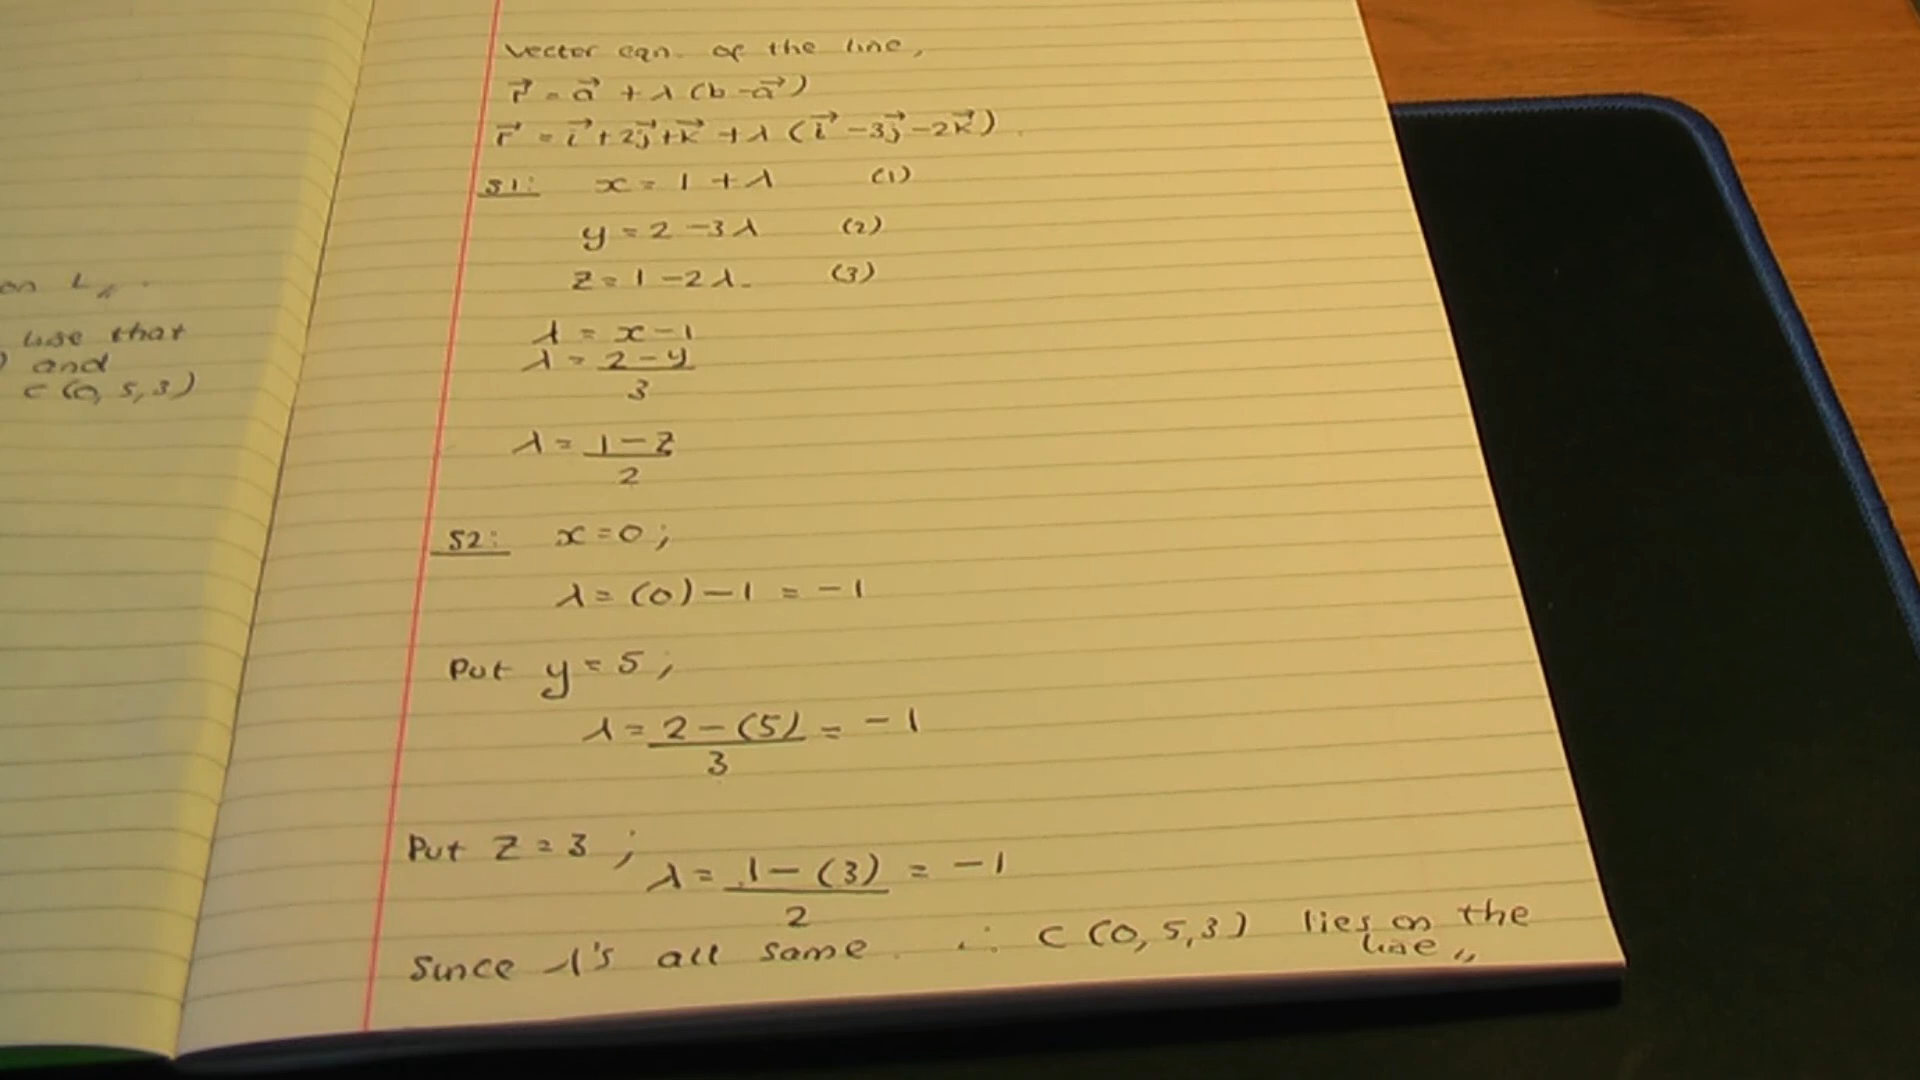 on L
line that
) and
C (0, 5, 3)
Vector eqn. of the line,
r⃗ = a⃗ + λ (b - a⃗)
r⃗ = i⃗ + 2j⃗ + k⃗ + λ (i⃗ - 3j⃗ - 2k⃗).
S1: x = 1 + λ (1)
y = 2 - 3λ (2)
z = 1 - 2λ. (3)
λ = x - 1
λ = 2 - y
3
λ = 1 - z
2
S2: x = 0;
λ = (0) - 1 = - 1
Put y = 5;
λ = 2 - (5) = - 1
3
Put z = 3; λ = 1 - (3) = - 1
2
Since λ's all same. ∴ C (0, 5, 3) lies on the
line,,